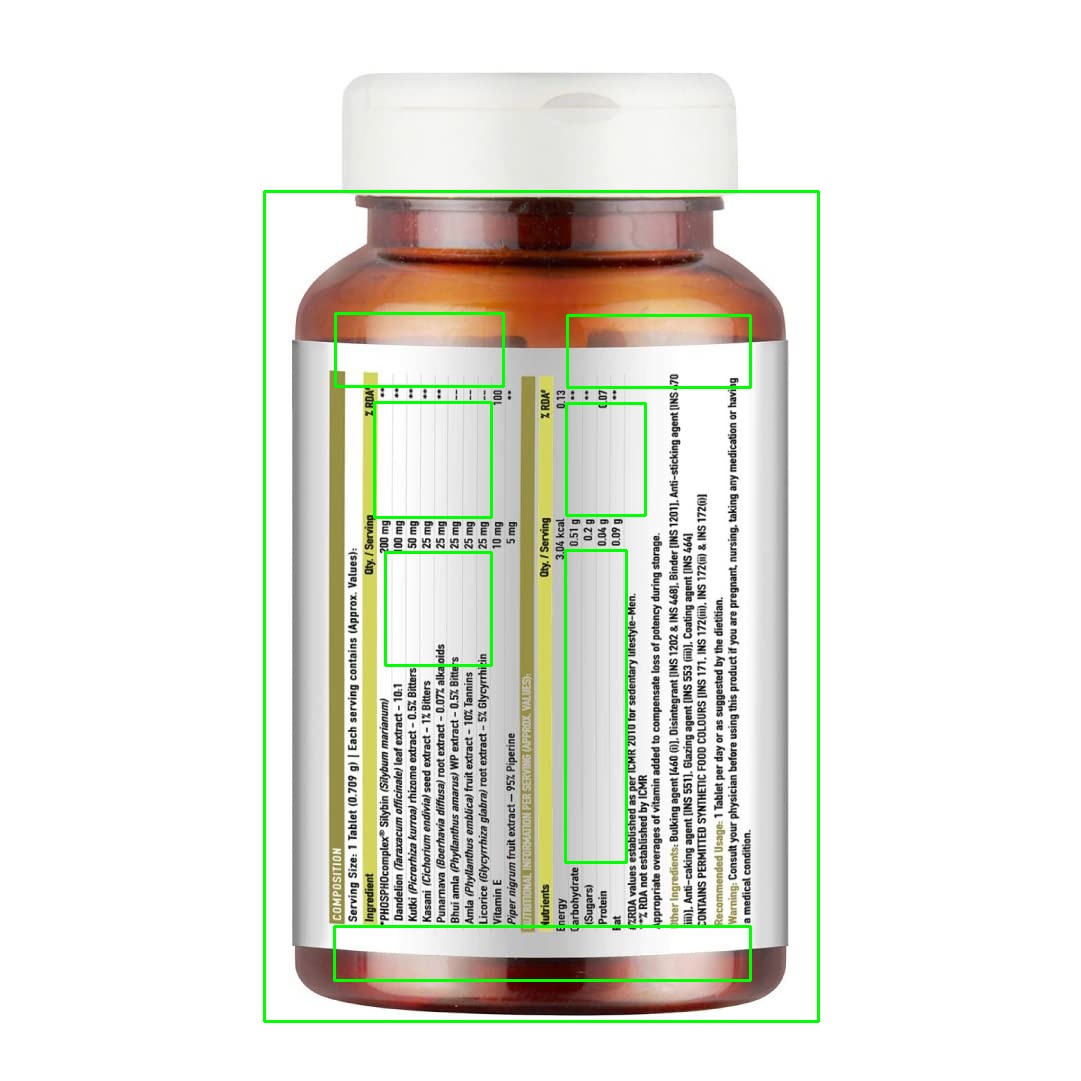 COMPOSITION
Serving Size: 1 Tablet (0.709 g) | Each serving contains (Approx. Values):
Ingredient Qty. / Serving % RDA#
*PHOSPHOcomplex® Silybin (Silybum marianum) 200 mg **
Dandelion (Taraxacum officinale) leaf extract - 10:1 100 mg **
Kutki (Picrorhiza kurroa) rhizome extract - 0.5% Bitters 50 mg **
Kasani (Cichorium endivia) seed extract - 1% Bitters 25 mg **
Punarnava (Boerhavia diffusa) root extract - 0.07% alkaloids 25 mg **
Bhui amla (Phyllanthus amarus) WP extract - 0.5% Bitters 25 mg --
Amla (Phyllanthus emblica) fruit extract - 10% Tannins 25 mg --
Licorice (Glycyrrhiza glabra) root extract - 5% Glycyrrhizin 25 mg --
Vitamin E 10 mg 100
Piper nigrum fruit extract — 95% Piperine 5 mg **
NUTRITIONAL INFORMATION PER SERVING (APPROX. VALUES):
Nutrients Qty. / Serving % RDA#
Energy 3.04 kcal 0.13
Carbohydrate 0.51 g **
(Sugars) 0.2 g **
Protein 0.04 g 0.07
Fat 0.09 g **
#%RDA values established as per ICMR 2010 for sedentary lifestyle-Men.
**% RDA not established by ICMR
Appropriate overages of vitamin added to compensate loss of potency during storage.
Other Ingredients: Bulking agent [460 (i)], Disintegrant [INS 1202 & INS 468], Binder [INS 1201], Anti-sticking agent [INS 470
(iii)], Anti-caking agent [INS 551], Glazing agent [INS 553 (iii)], Coating agent [INS 464]
CONTAINS PERMITTED SYNTHETIC FOOD COLOURS [INS 171, INS 172(iii), INS 172(ii) & INS 172(i)]
Recommended Usage: 1 Tablet per day or as suggested by the dietitian.
Warning: Consult your physician before using this product if you are pregnant, nursing, taking any medication or having
a medical condition.